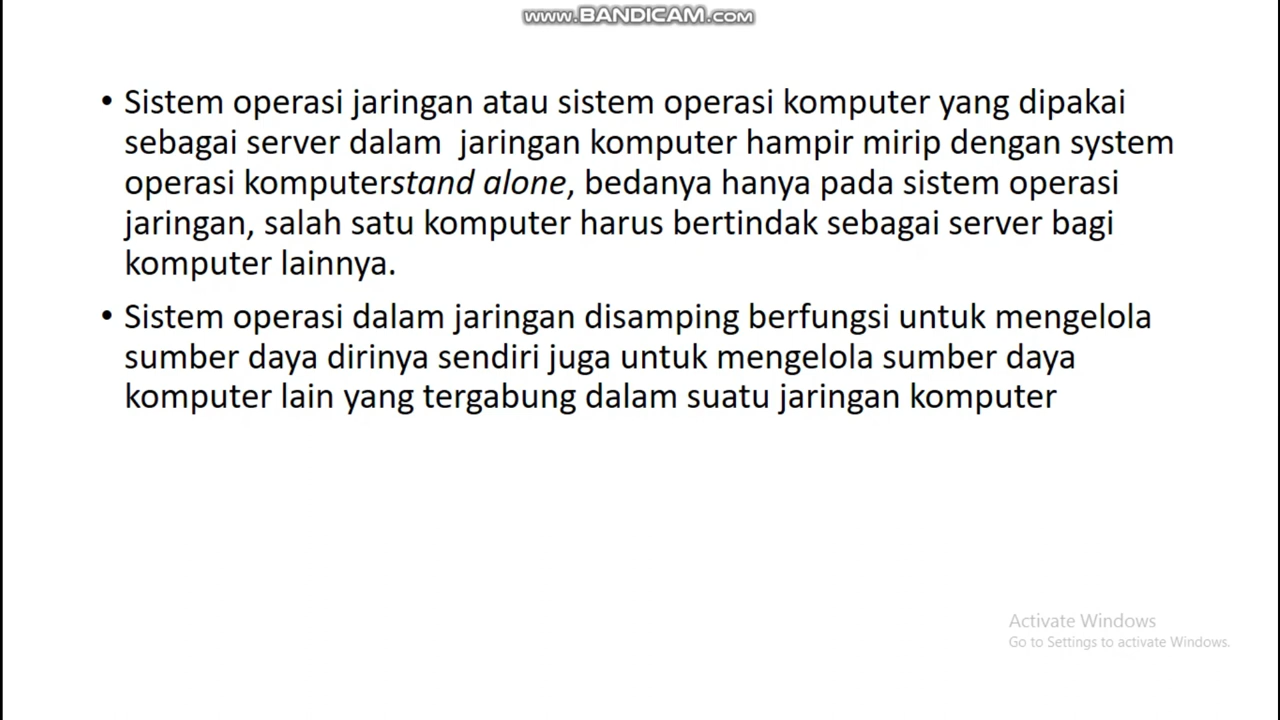 www.BANDICAM.com
• Sistem operasi jaringan atau sistem operasi komputer yang dipakai
sebagai server dalam  jaringan komputer hampir mirip dengan system
operasi komputerstand alone, bedanya hanya pada sistem operasi
jaringan, salah satu komputer harus bertindak sebagai server bagi
komputer lainnya.
• Sistem operasi dalam jaringan disamping berfungsi untuk mengelola
sumber daya dirinya sendiri juga untuk mengelola sumber daya
komputer lain yang tergabung dalam suatu jaringan komputer
Activate Windows
Go to Settings to activate Windows.